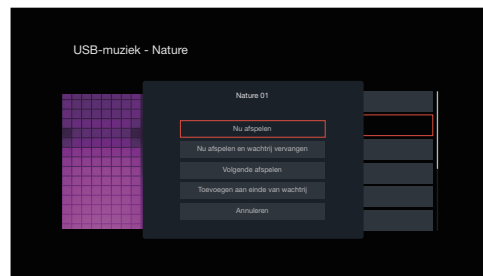 USB-muziek - Nature
Nature 01
Nu afspelen
Nu afspelen en wachtrij vervangen
Volgende afspelen
Toevoegen aan einde van wachtrij
Annuleren